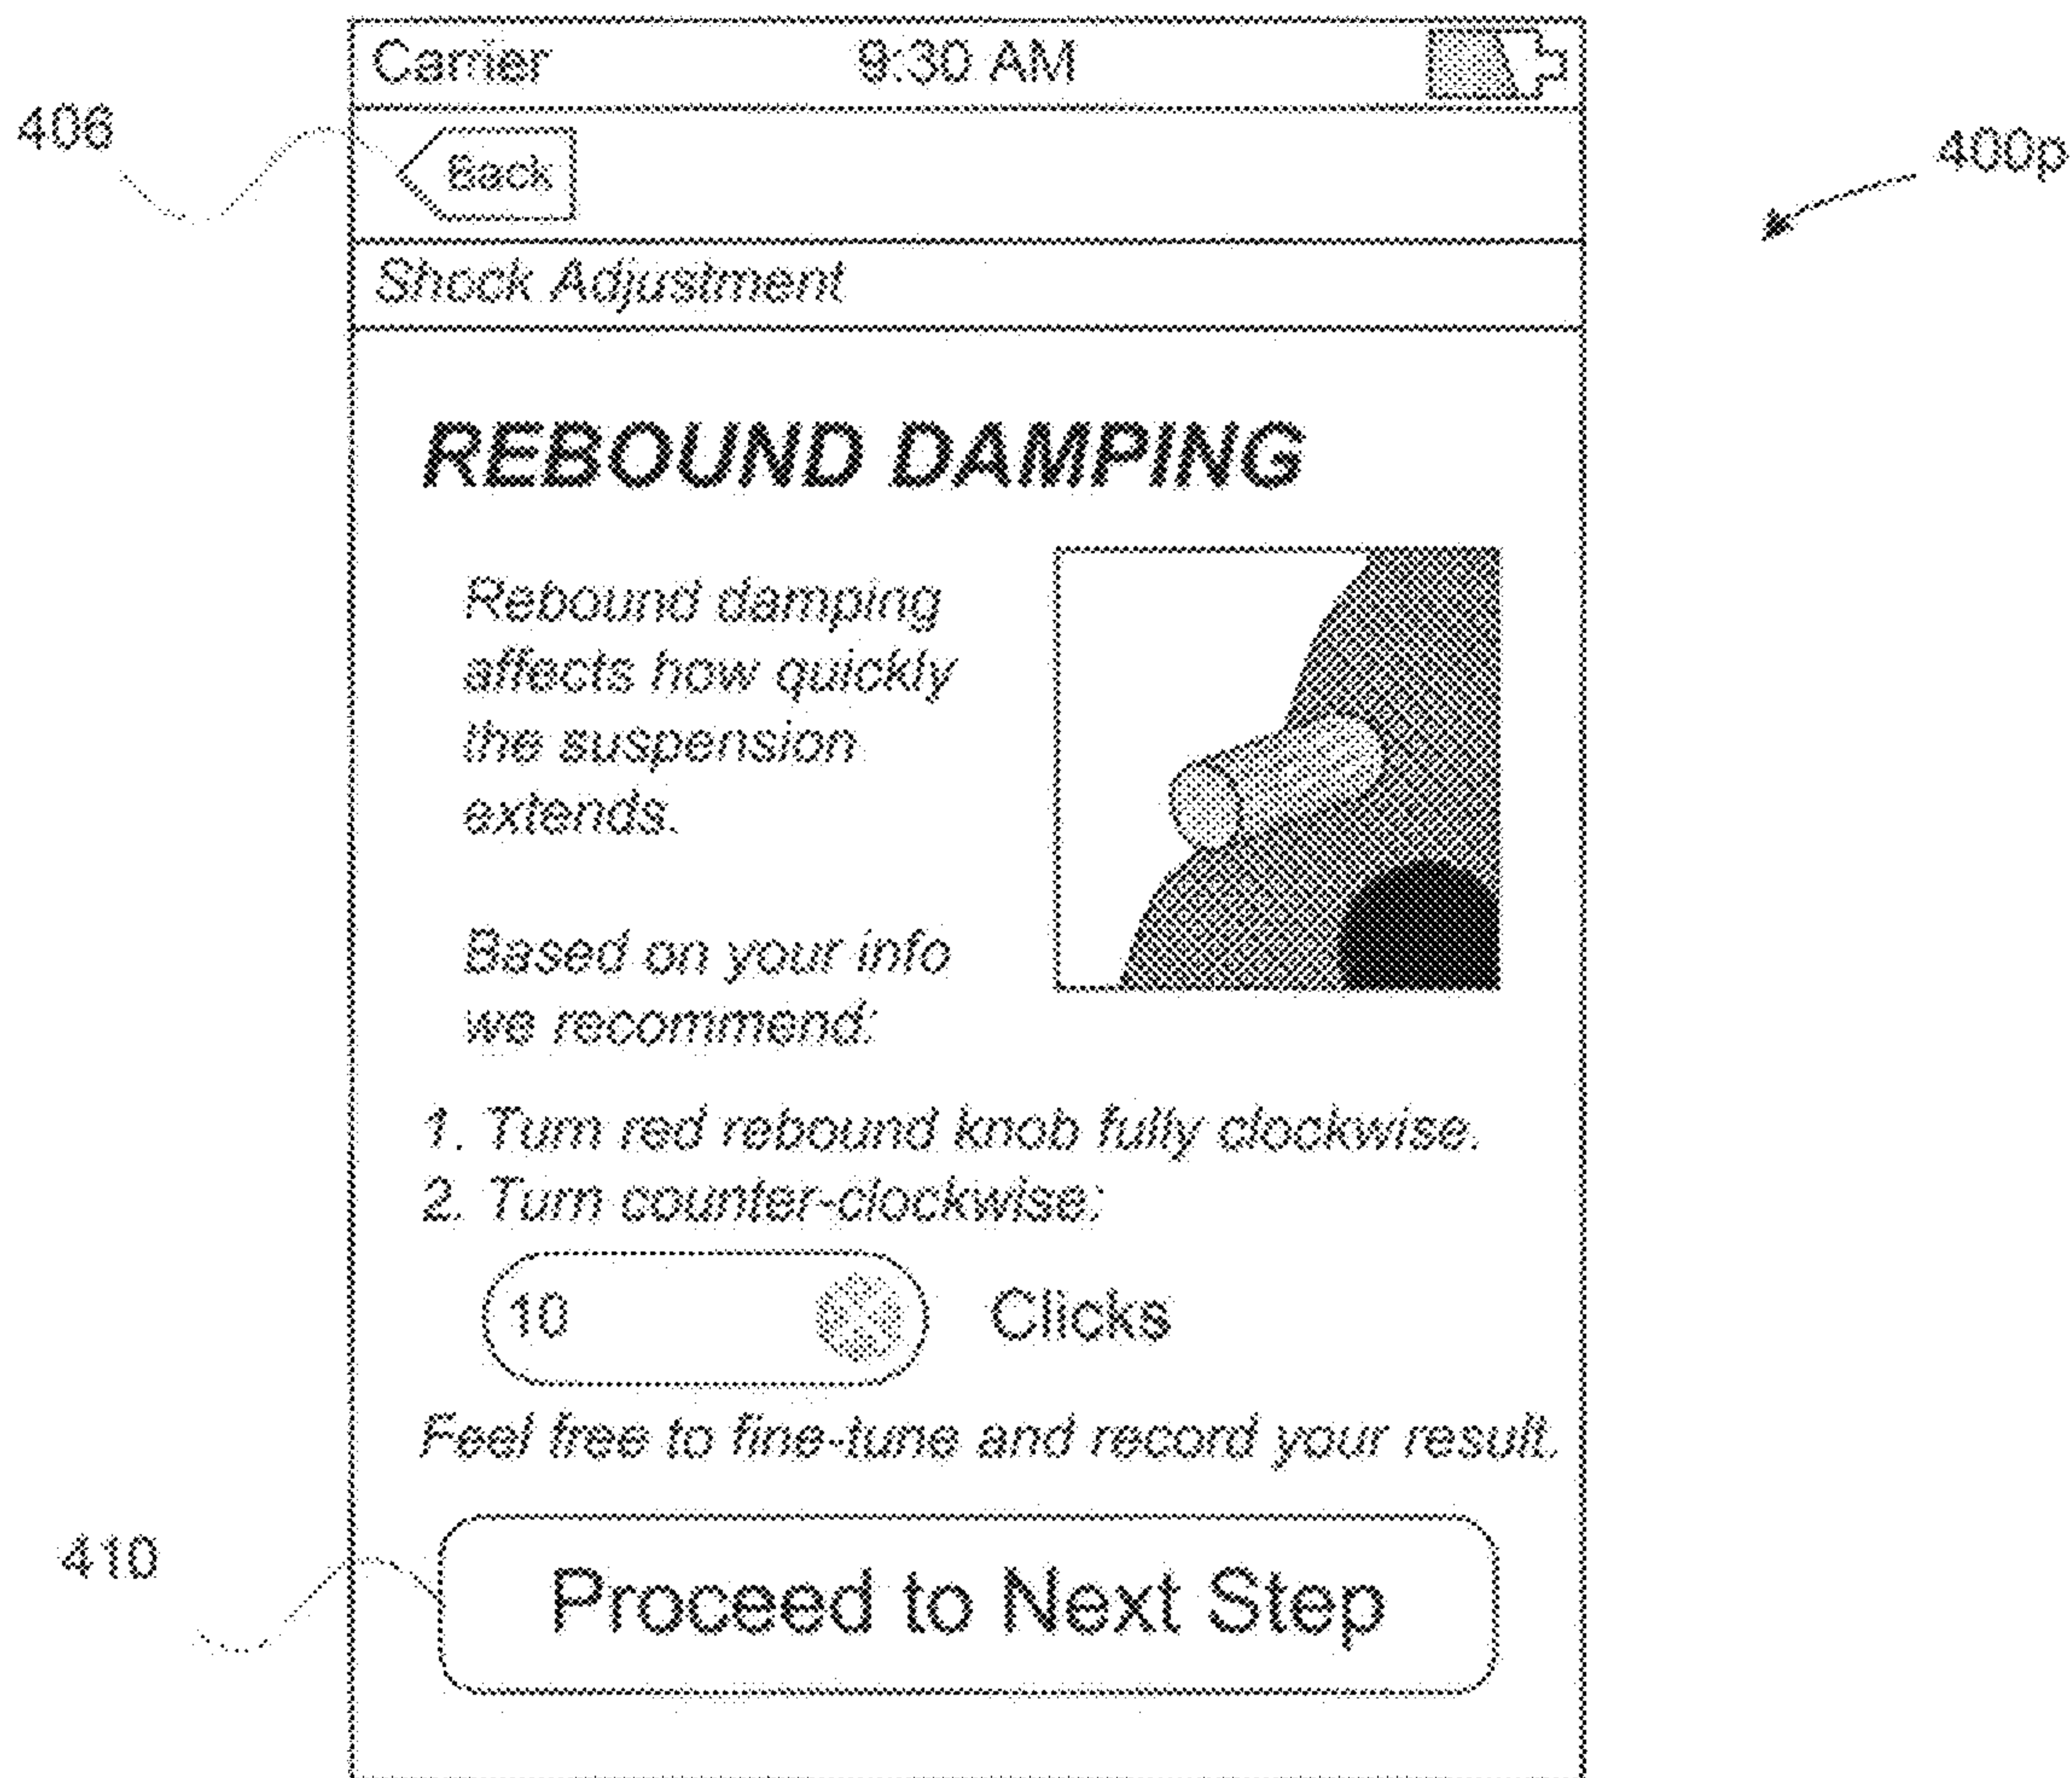 Carrier 9:30 AM
406
Back
400p
Shock Adjustment
REBOUND DAMPING
Rebound damping
affects how quickly
the suspension
extends.
Based on your info
we recommend:
1. Turn red rebound knob fully clockwise.
2. Turn counter-clockwise:
10 Clicks
Feel free to fine-tune and record your result.
410
Proceed to Next Step